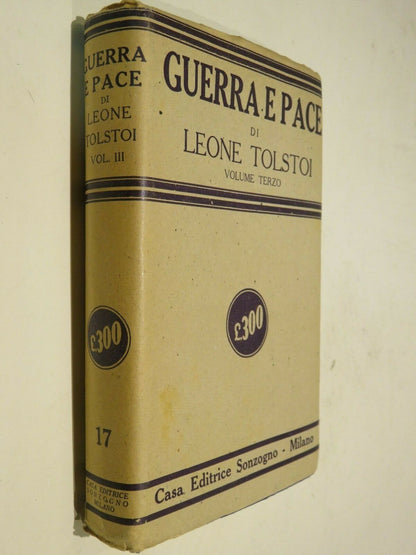 GUERRA
E PACE
DI
LEONE
TOLSTOI
VOL. III
£300
17
CASA EDITRICE
SONZOGNO
MILANO
GUERRA E PACE
DI
LEONE TOLSTOI
VOLUME TERZO
£300
Casa Editrice Sonzogno - Milano